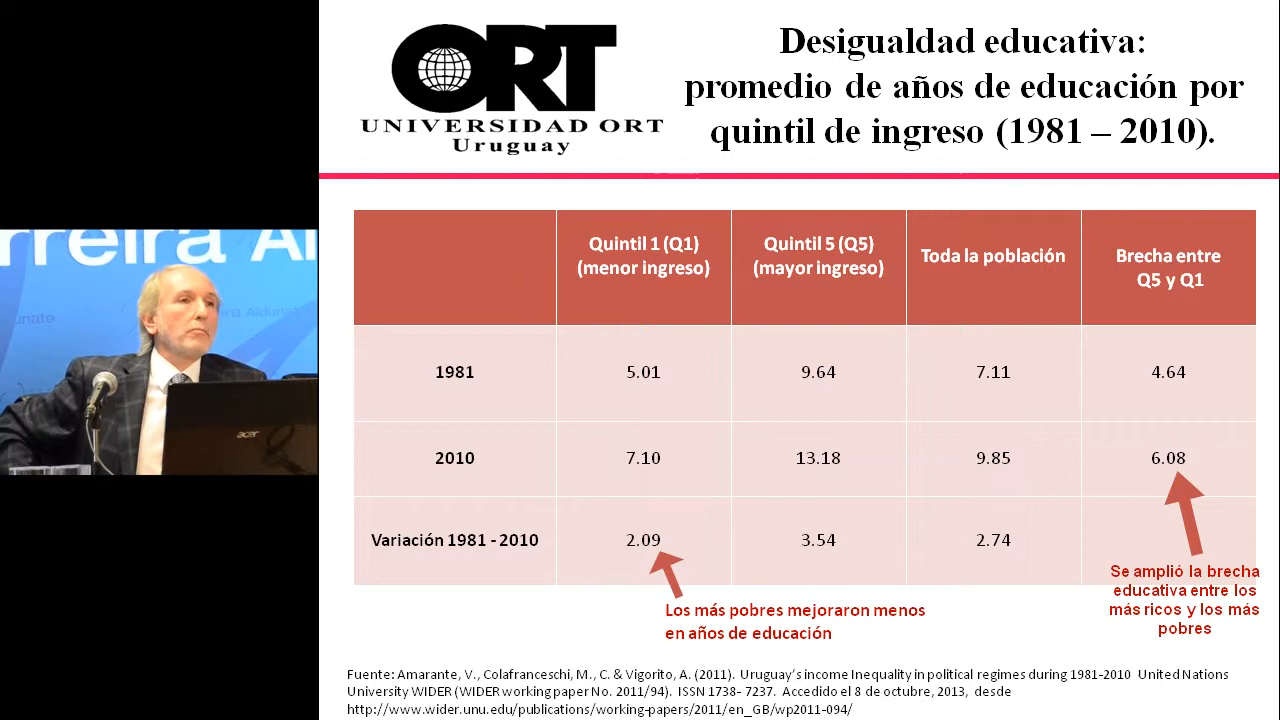 ORT
UNIVERSIDAD ORT
Uruguay
Desigualdad educativa:
promedio de años de educación por
quintil de ingreso (1981 – 2010).
rreira Al
uriate
ira Aldun
acer
Quintil 1 (Q1)
(menor ingreso)
Quintil 5 (Q5)
(mayor ingreso)
Toda la población
Brecha entre
Q5 y Q1
1981
5.01
9.64
7.11
4.64
2010
7.10
13.18
9.85
6.08
Variación 1981 - 2010
2.09
3.54
2.74
Los más pobres mejoraron menos
en años de educación
Se amplió la brecha
educativa entre los
más ricos y los más
pobres
Fuente: Amarante, V., Colafranceschi, M., C. & Vigorito, A. (2011). Uruguay's income Inequality in political regimes during 1981-2010 United Nations
University WIDER (WIDER working paper No. 2011/94). ISSN 1738- 7237. Accedido el 8 de octubre, 2013, desde
http://www.wider.unu.edu/publications/working-papers/2011/en_GB/wp2011-094/